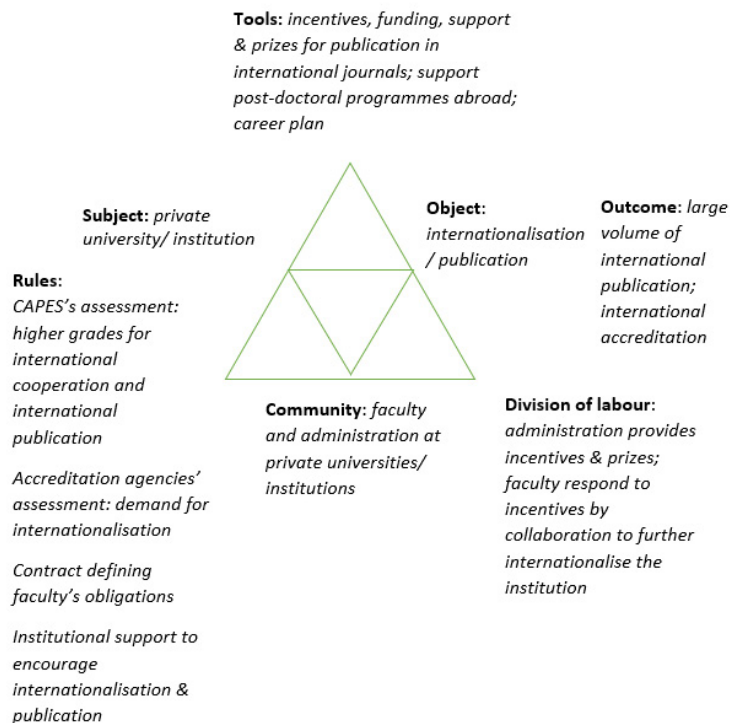 Tools: incentives, funding, support
& prizes for publication in
international journals; support
post-doctoral programmes abroad;
career plan
Subject: private
university/ institution
Object:
internationalisation
/ publication
Outcome: large
volume of
international
publication;
international
accreditation
Rules:
CAPES’s assessment:
higher grades for
international
cooperation and
international
publication
Accreditation agencies’
assessment: demand for
internationalisation
Contract defining
faculty’s obligations
Institutional support to
encourage
internationalisation &
publication
Community: faculty
and administration at
private universities/
institutions
Division of labour:
administration provides
incentives & prizes;
faculty respond to
incentives by
collaboration to further
internationalise the
institution